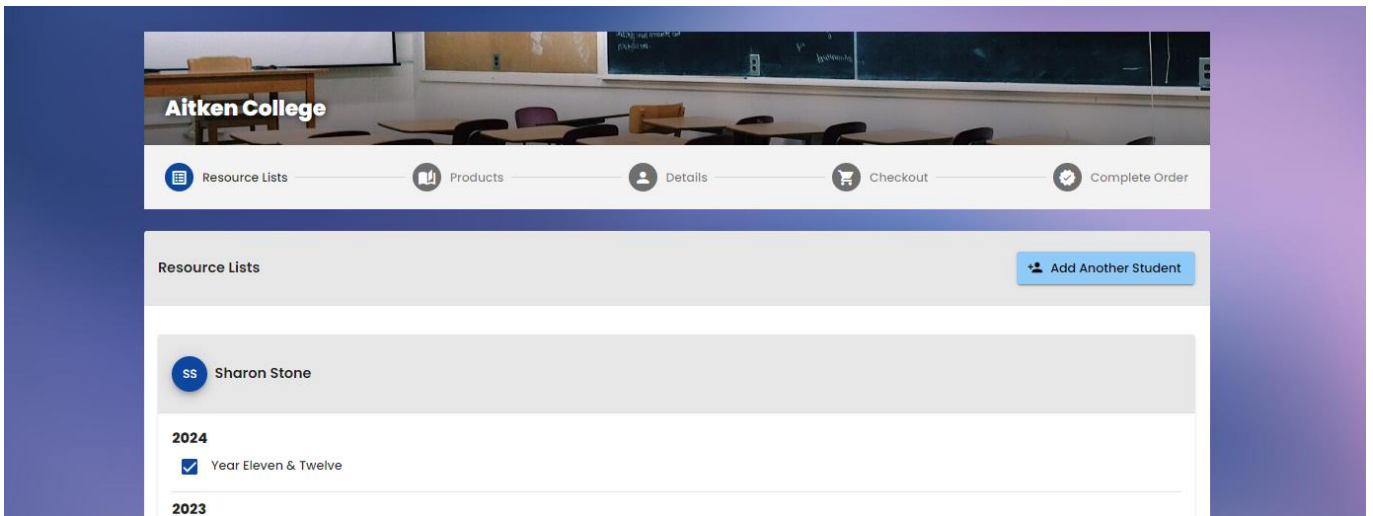 Aitken College
Resource Lists
Products
Details
Checkout
Complete Order
Resource Lists
Add Another Student
SS
Sharon Stone
2024
Year Eleven & Twelve
2023